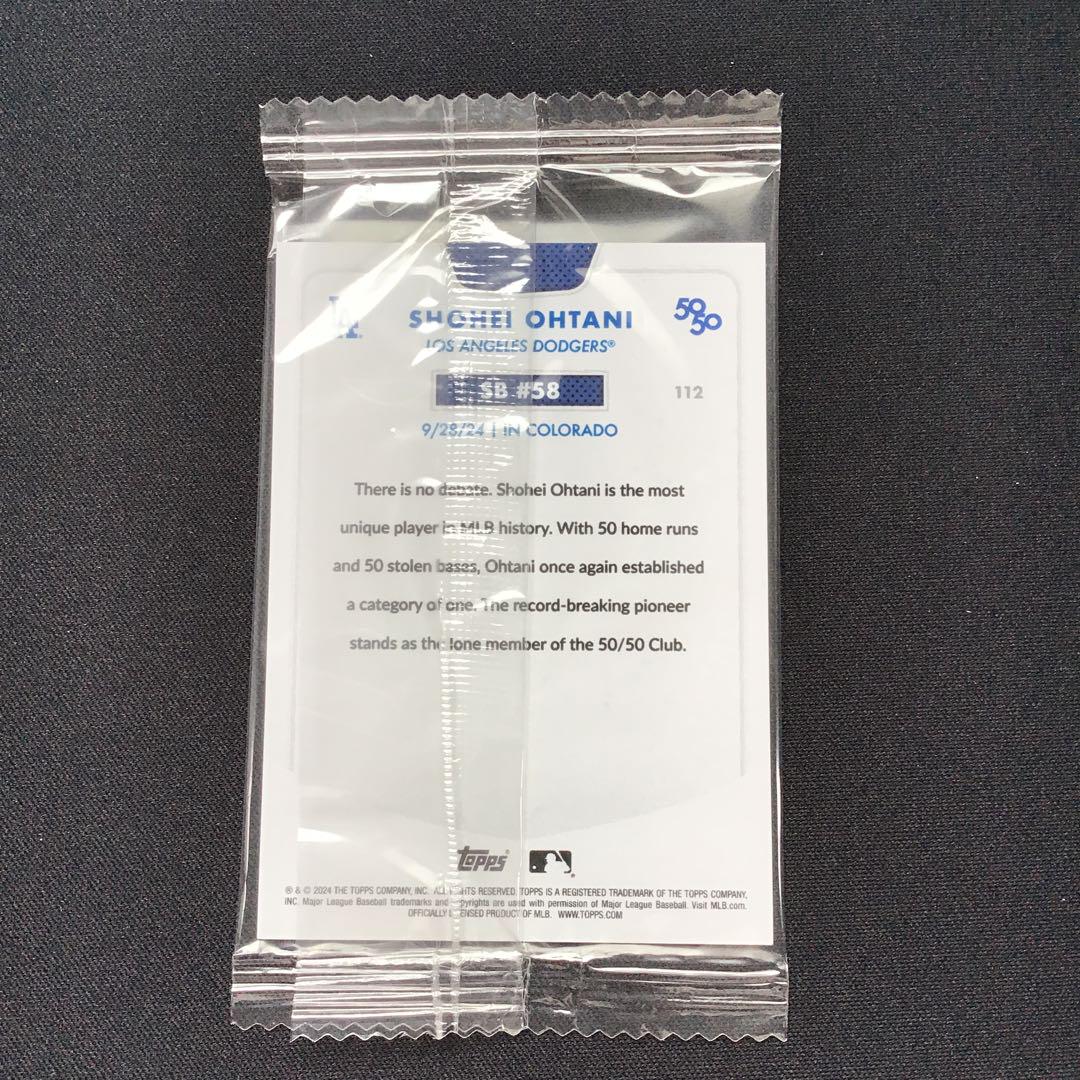 LA
SHOHEI OHTANI
50/50
LOS ANGELES DODGERS®
SB #58
112
9/28/24 | IN COLORADO
There is no debate. Shohei Ohtani is the most
unique player in MLB history. With 50 home runs
and 50 stolen bases, Ohtani once again established
a category of one. The record-breaking pioneer
stands as the lone member of the 50/50 Club.
Topps
® & © 2024 THE TOPPS COMPANY, INC. ALL RIGHTS RESERVED. TOPPS IS A REGISTERED TRADEMARK OF THE TOPPS COMPANY,
INC. Major League Baseball trademarks and copyrights are used with permission of Major League Baseball. Visit MLB.com.
OFFICIALLY LICENSED PRODUCT OF MLB. WWW.TOPPS.COM